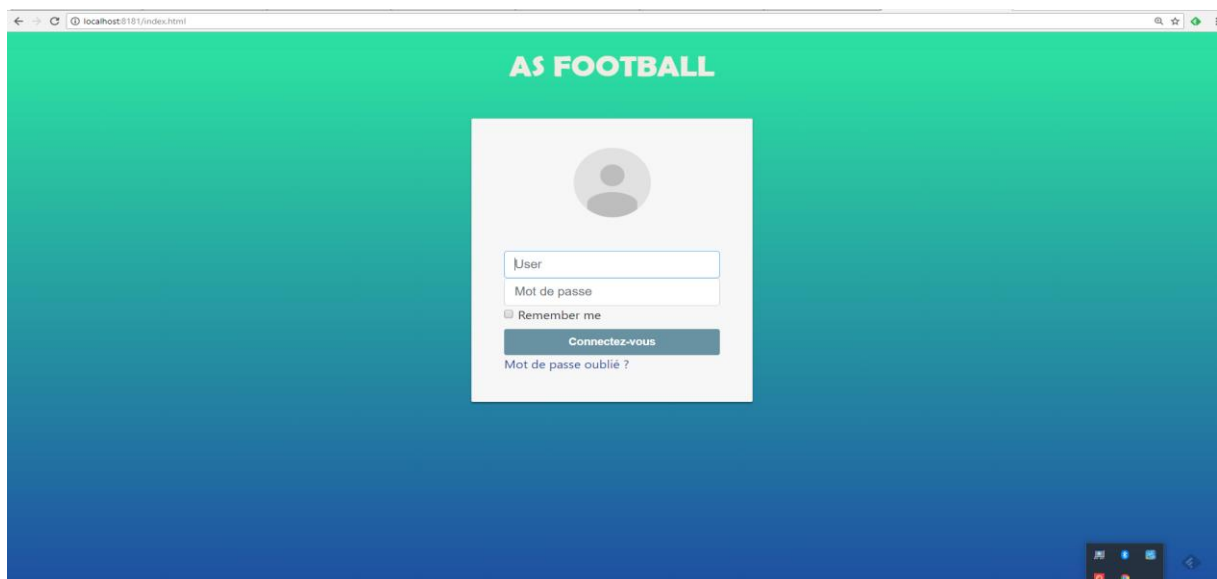 localhost:8181/index.html
AS FOOTBALL
User
Mot de passe
Remember me
Connectez-vous
Mot de passe oublié ?